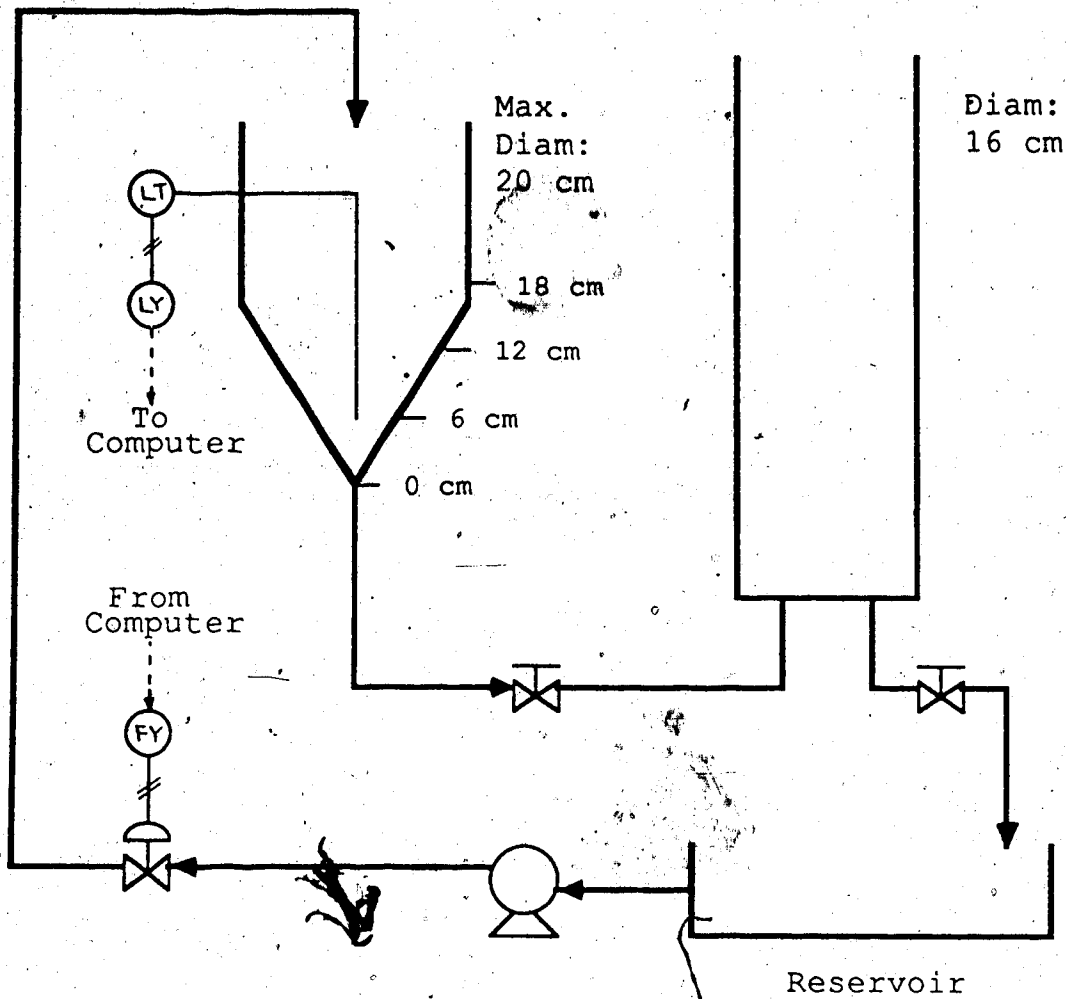 Max.
Diam:
20 cm
Diam:
16 cm
LT
18 cm
LY
12 cm
6 cm
To
Computer
0 cm
From
Computer
FY
Reservoir